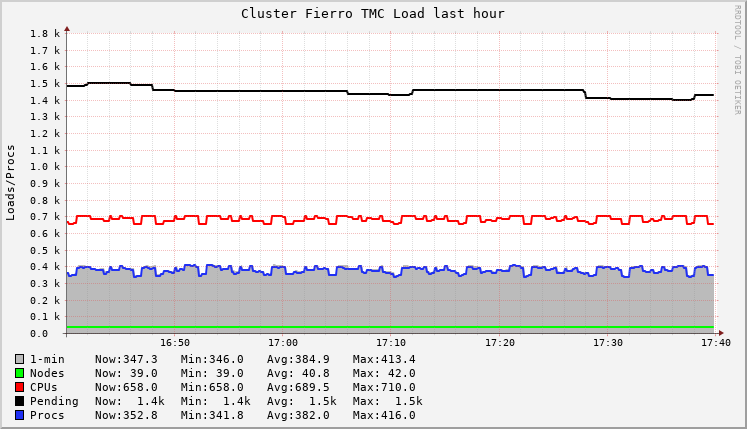 Cluster Fierro TMC Load last hour
RRDTOOL / TOBI OETIKER
Loads/Procs
1.8 k
1.7 k
1.6 k
1.5 k
1.4 k
1.3 k
1.2 k
1.1 k
1.0 k
0.9 k
0.8 k
0.7 k
0.6 k
0.5 k
0.4 k
0.3 k
0.2 k
0.1 k
0.0
16:50 17:00 17:10 17:20 17:30 17:40
1-min Now:347.3 Min:346.0 Avg:384.9 Max:413.4
Nodes Now: 39.0 Min: 39.0 Avg: 40.8 Max: 42.0
CPUs Now:658.0 Min:658.0 Avg:689.5 Max:710.0
Pending Now: 1.4k Min: 1.4k Avg: 1.5k Max: 1.5k
Procs Now:352.8 Min:341.8 Avg:382.0 Max:416.0